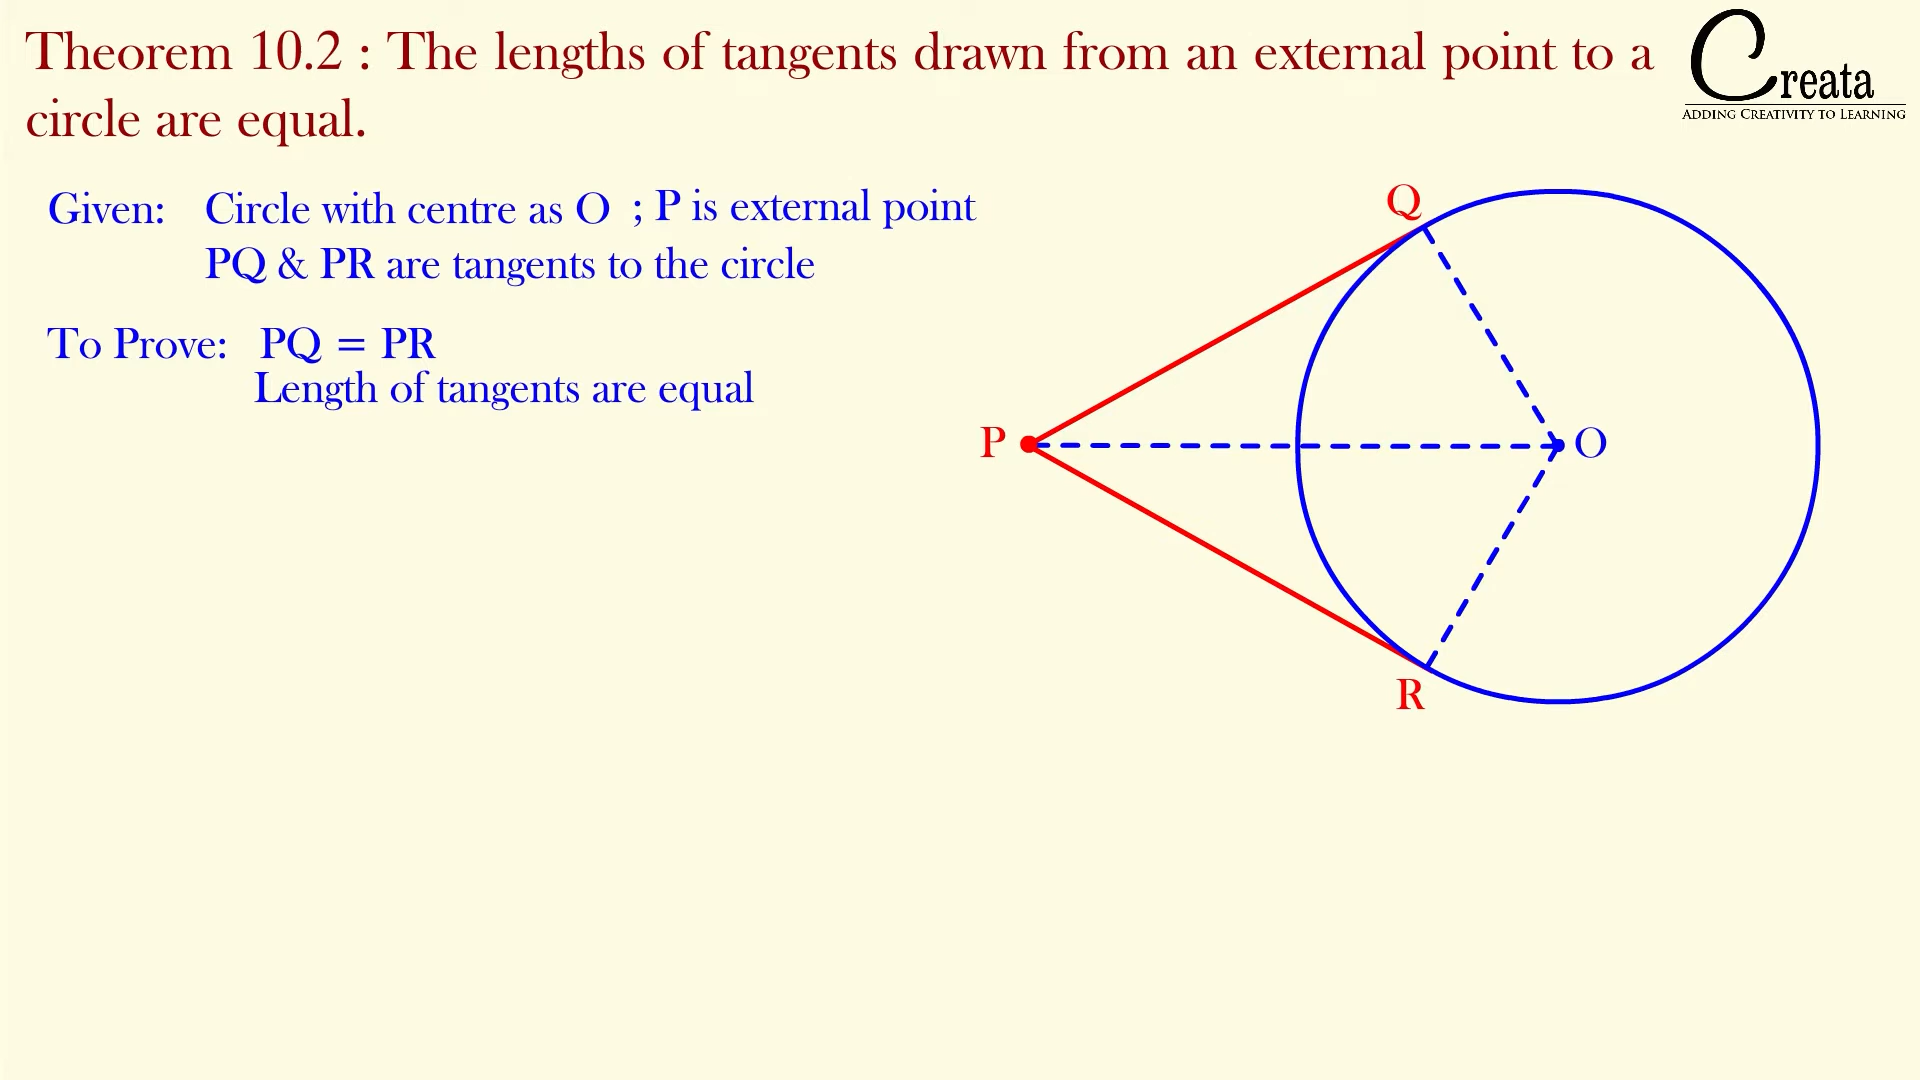 Theorem 10.2 : The lengths of tangents drawn from an external point to a
circle are equal.
Creata
ADDING CREATIVITY TO LEARNING
Given: Circle with centre as O ; P is external point
PQ & PR are tangents to the circle
To Prove: PQ = PR
Length of tangents are equal
Q
P
O
R